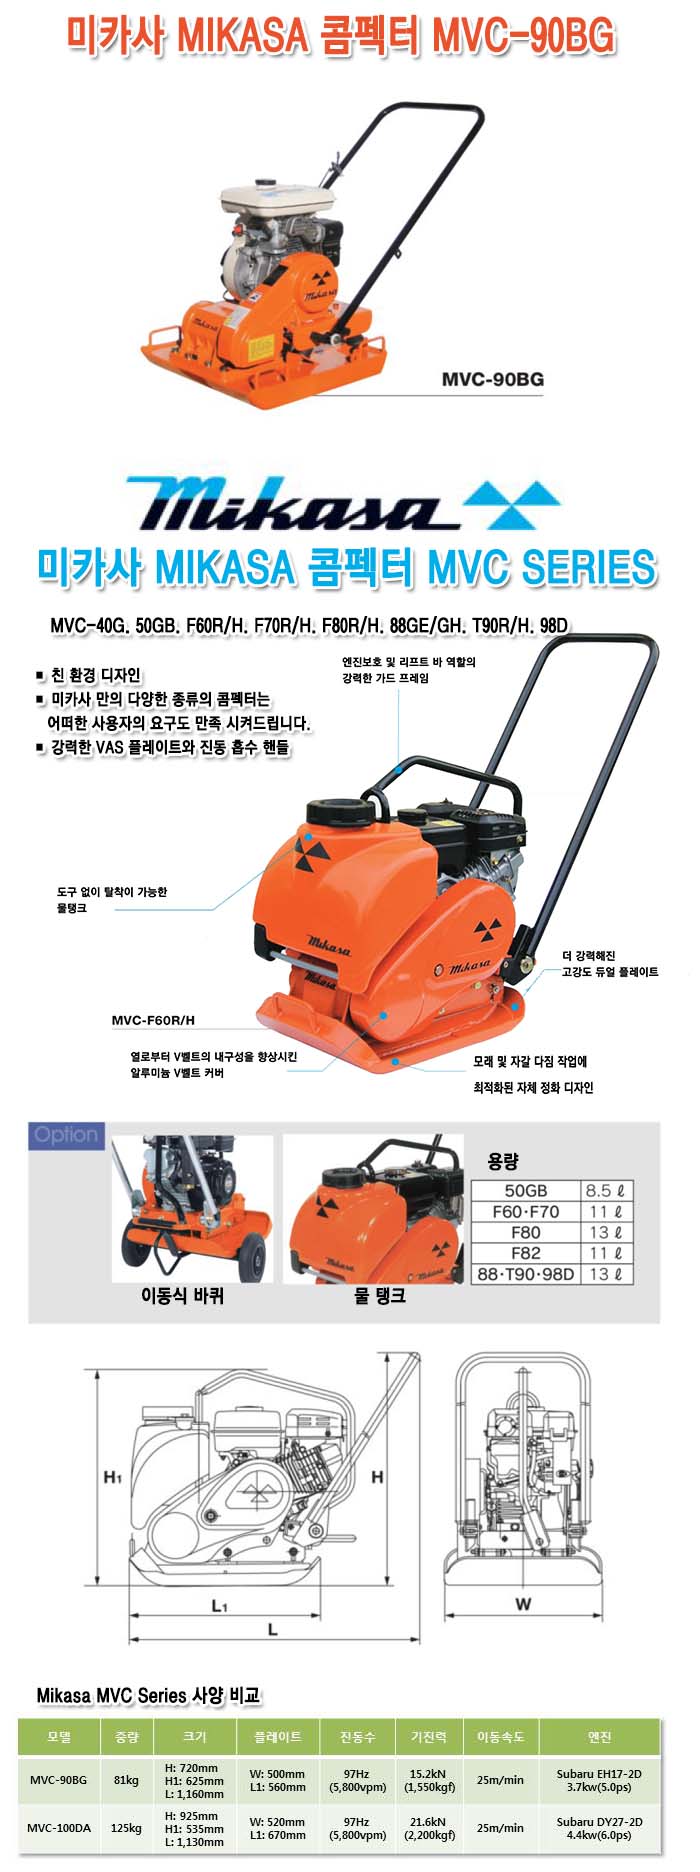 미카사 MIKASA 콤펙터 MVC-90BG
Mikasa
Mikasa
MVC-90BG
mikasa
미카사 MIKASA 콤펙터 MVC SERIES
MVC-40G. 50GB. F60R/H. F70R/H. F80R/H. 88GE/GH. T90R/H. 98D
엔진보호 및 리프트 바 역할의
강력한 가드 프레임
■ 친 환경 디자인
■ 미카사 만의 다양한 종류의 콤펙터는
어떠한 사용자의 요구도 만족 시켜드립니다.
■ 강력한 VAS 플레이트와 진동 흡수 핸들
도구 없이 탈착이 가능한
물탱크
mikasa
mikasa
mikasa
더 강력해진
고강도 듀얼 플레이트
MVC-F60R/H
열로부터 V벨트의 내구성을 향상시킨
알루미늄 V벨트 커버
모래 및 자갈 다짐 작업에
최적화된 자체 정화 디자인
Option
용량
50GB 8.5 ℓ
F60·F70 11 ℓ
F80 13 ℓ
F82 11 ℓ
88·T90·98D 13 ℓ
mikasa
mikasa
이동식 바퀴
물 탱크
H1
H
L1
L
W
Mikasa MVC Series 사양 비교
모델 중량 크기 플레이트 진동수 기진력 이동속도 엔진
MVC-90BG 81kg H: 720mm H1: 625mm L: 1,160mm W: 500mm L1: 560mm 97Hz (5,800vpm) 15.2kN (1,550kgf) 25m/min Subaru EH17-2D 3.7kw(5.0ps)
MVC-100DA 125kg H: 925mm H1: 535mm L: 1,130mm W: 520mm L1: 670mm 97Hz (5,800vpm) 21.6kN (2,200kgf) 25m/min Subaru DY27-2D 4.4kw(6.0ps)